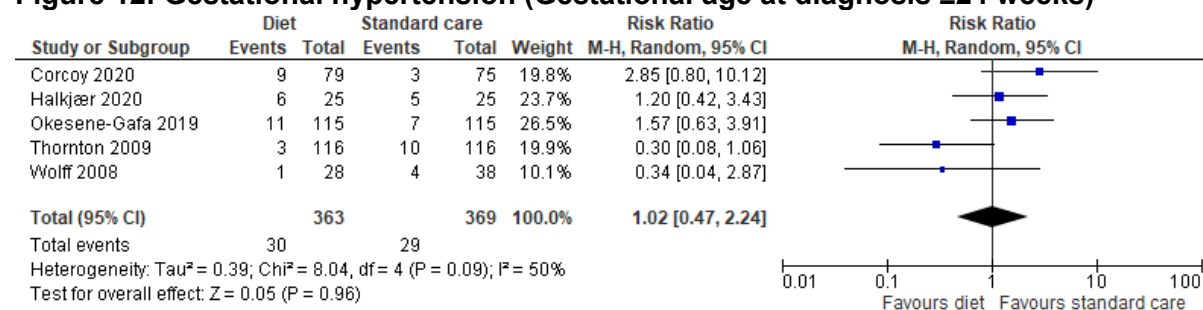 Figure 12: Gestational hypertension (Gestational age at diagnosis ≥24 weeks)
Diet Standard care Risk Ratio Risk Ratio
Study or Subgroup Events Total Events Total Weight M-H, Random, 95% CI M-H, Random, 95% CI
Corcoy 2020 9 79 3 75 19.8% 2.85 [0.80, 10.12]
Halkjær 2020 6 25 5 25 23.7% 1.20 [0.42, 3.43]
Okesene-Gafa 2019 11 115 7 115 26.5% 1.57 [0.63, 3.91]
Thornton 2009 3 116 10 116 19.9% 0.30 [0.08, 1.06]
Wolff 2008 1 28 4 38 10.1% 0.34 [0.04, 2.87]
Total (95% CI) 363 369 100.0% 1.02 [0.47, 2.24]
Total events 30 29
Heterogeneity: Tau² = 0.39; Chi² = 8.04, df = 4 (P = 0.09); I² = 50%
Test for overall effect: Z = 0.05 (P = 0.96)
0.01 0.1 1 10 100
Favours diet Favours standard care